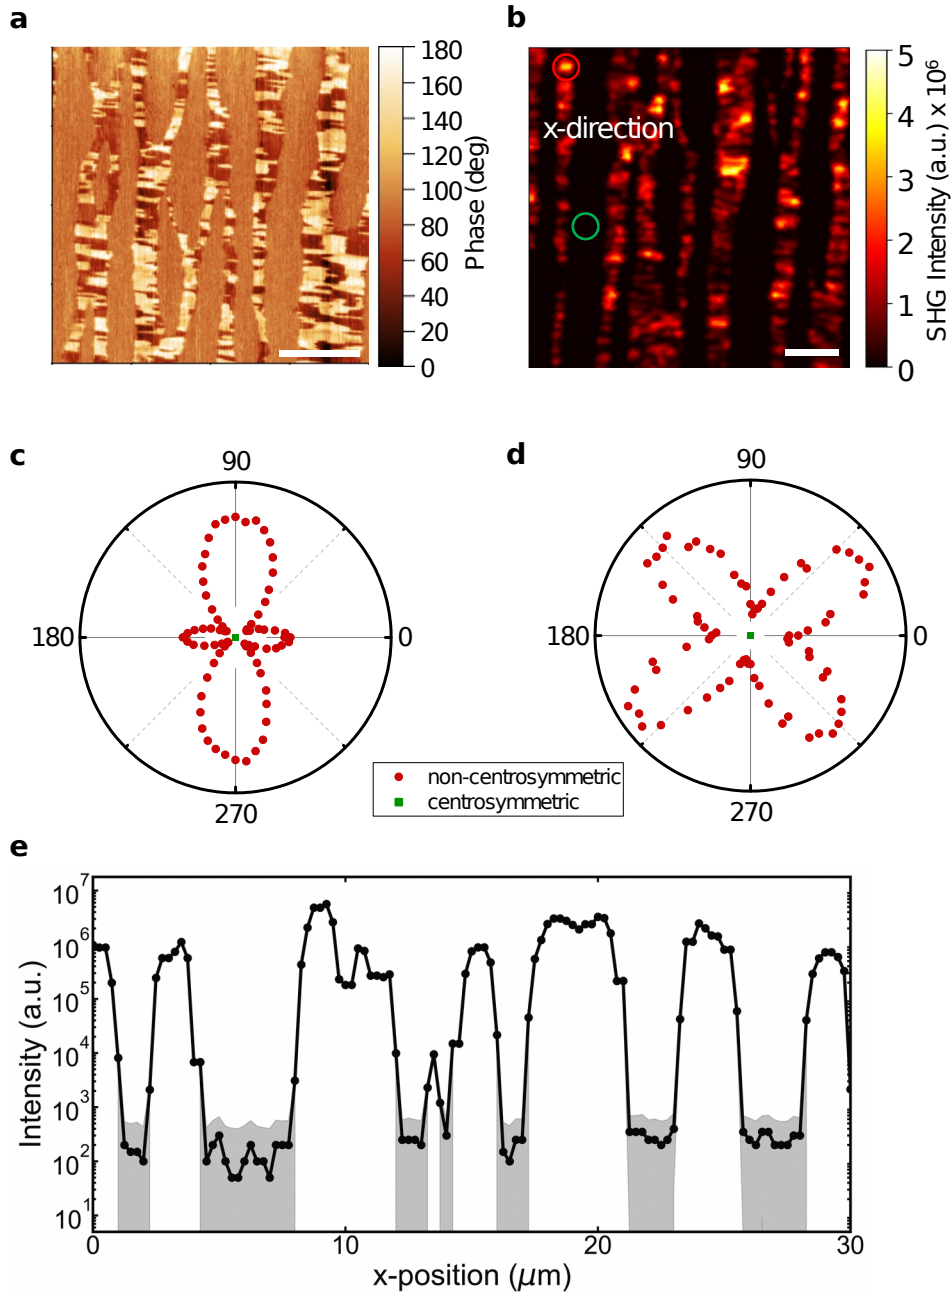 a
180
160
140
120
100
80
60
40
20
0
Phase (deg)
b
x-direction
5
4
3
2
1
0
SHG Intensity (a.u.) x 10⁶
c
90
180
0
270
d
90
180
0
270
non-centrosymmetric
centrosymmetric
e
10⁷
10⁶
10⁵
10⁴
10³
10²
10¹
Intensity (a.u.)
0
10
20
30
x-position (μm)